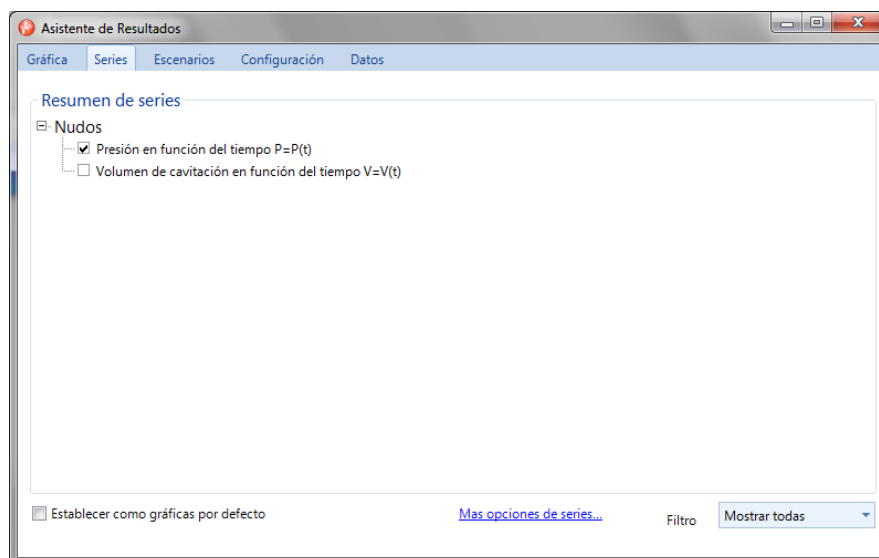 Asistente de Resultados
Gráfica Series Escenarios Configuración Datos
Resumen de series
Nudos
Presión en función del tiempo P=P(t)
Volumen de cavitación en función del tiempo V=V(t)
Establecer como gráficas por defecto Mas opciones de series... Filtro Mostrar todas